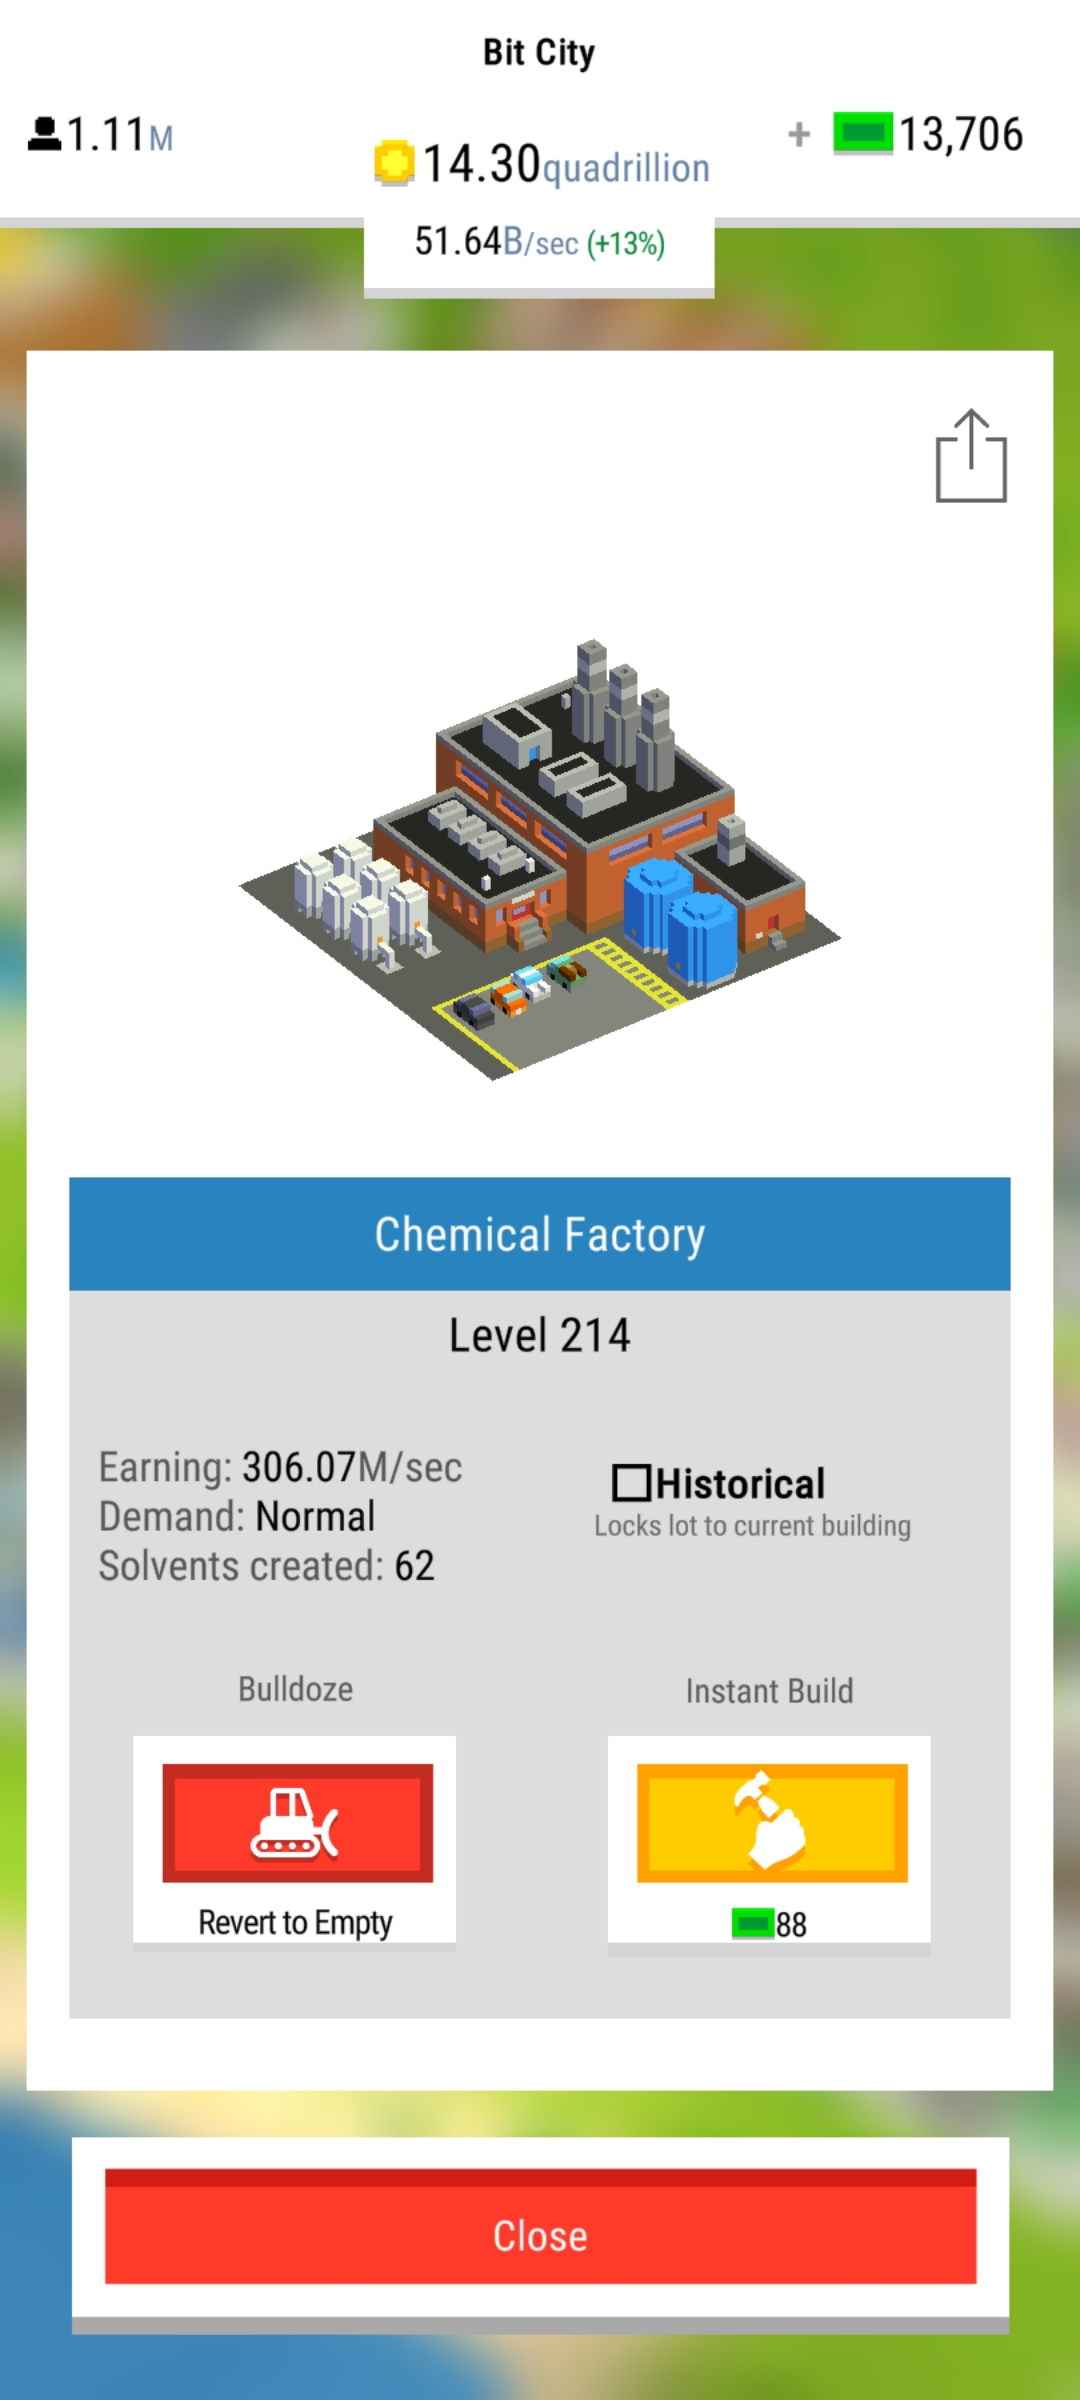 Bit City
1.11M
14.30quadrillion
+ 13,706
51.64B/sec (+13%)
Chemical Factory
Level 214
Earning: 306.07M/sec
Demand: Normal
Solvents created: 62
Historical
Locks lot to current building
Bulldoze
Revert to Empty
Instant Build
88
Close